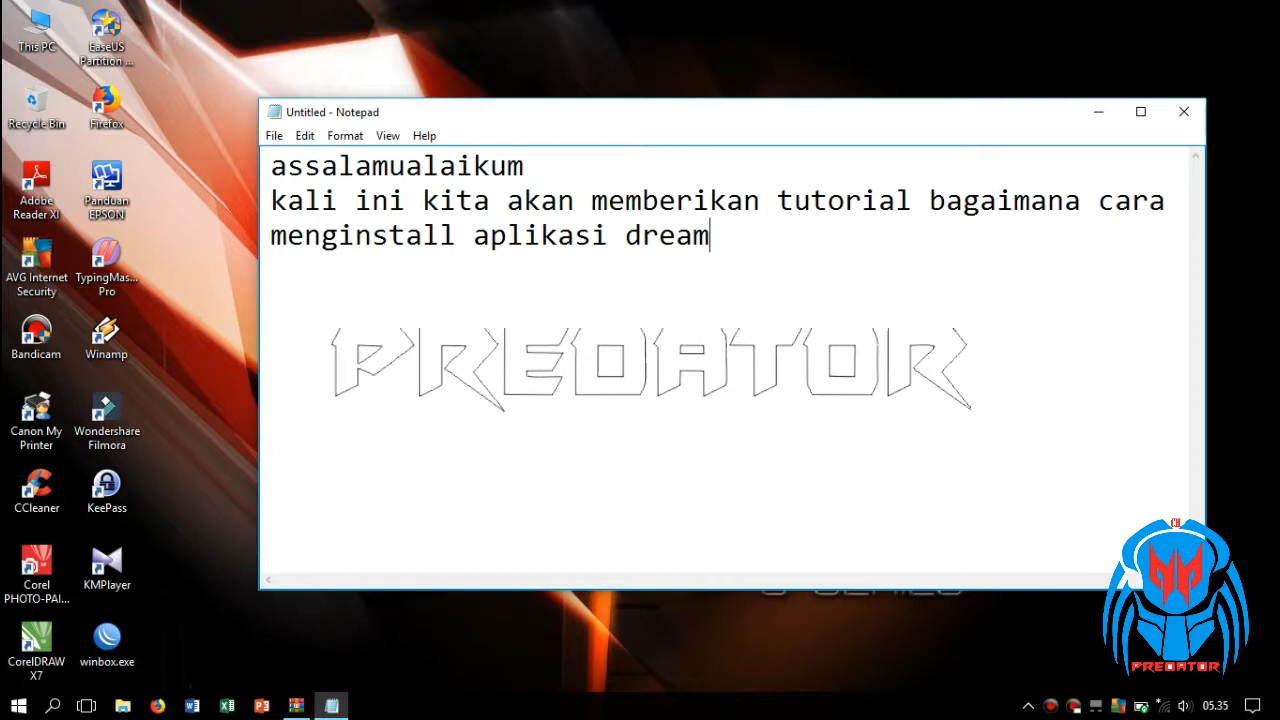 This PC
EaseUS
Partition ...
Recycle Bin
Firefox
Adobe
Reader XI
Panduan
EPSON
AVG Internet
Security
TypingMas...
Pro
Bandicam
Winamp
Canon My
Printer
Wondershare
Filmora
CCleaner
KeePass
Corel
PHOTO-PAI...
KMPlayer
CorelDRAW
X7
winbox.exe
Untitled - Notepad
File Edit Format View Help
assalamualaikum
kali ini kita akan memberikan tutorial bagaimana cara
menginstall aplikasi dream
PREDATOR
PREDATOR
05.35